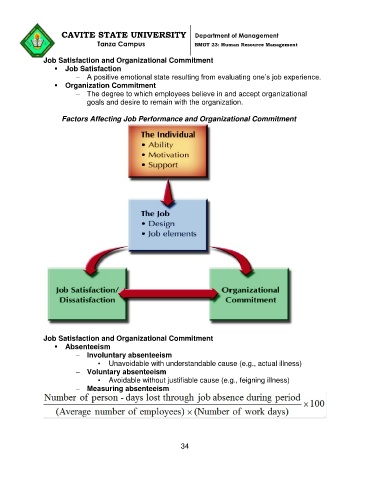 CAVITE STATE UNIVERSITY
Tanza Campus
Department of Management
BMGT 23: Human Resource Management
Job Satisfaction and Organizational Commitment
▪ Job Satisfaction
– A positive emotional state resulting from evaluating one's job experience.
▪ Organization Commitment
– The degree to which employees believe in and accept organizational
goals and desire to remain with the organization.
Factors Affecting Job Performance and Organizational Commitment
The Individual
• Ability
• Motivation
• Support
The Job
• Design
• Job elements
Job Satisfaction/
Dissatisfaction
Organizational
Commitment
Job Satisfaction and Organizational Commitment
▪ Absenteeism
– Involuntary absenteeism
• Unavoidable with understandable cause (e.g., actual illness)
– Voluntary absenteeism
• Avoidable without justifiable cause (e.g., feigning illness)
– Measuring absenteeism
Number of person - days lost through job absence during period
(Average number of employees) × (Number of work days)
× 100
34